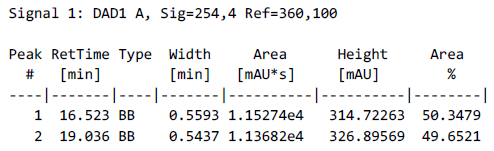 Signal 1: DAD1 A, Sig=254,4 Ref=360,100

Peak RetTime Type  Width     Area      Height     Area
  #   [min]        [min]   [mAU*s]     [mAU]        %
----|-------|----|-------|----------|----------|--------|
   1  16.523 BB    0.5593 1.15274e4  314.72263  50.3479
   2  19.036 BB    0.5437 1.13682e4  326.89569  49.6521